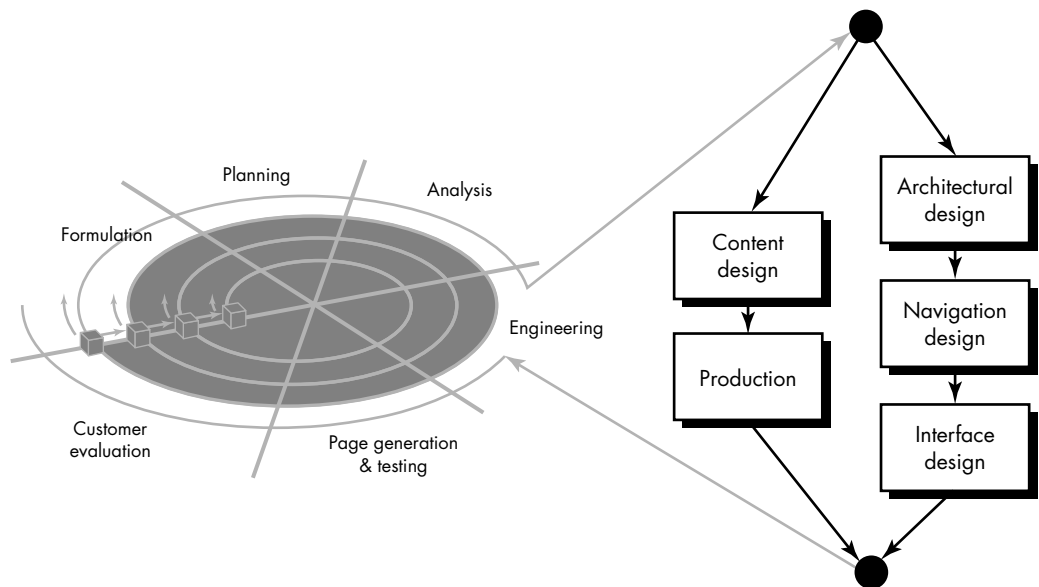 Planning
Analysis
Formulation
Engineering
Customer
evaluation
Page generation
& testing
Content
design
Production
Architectural
design
Navigation
design
Interface
design